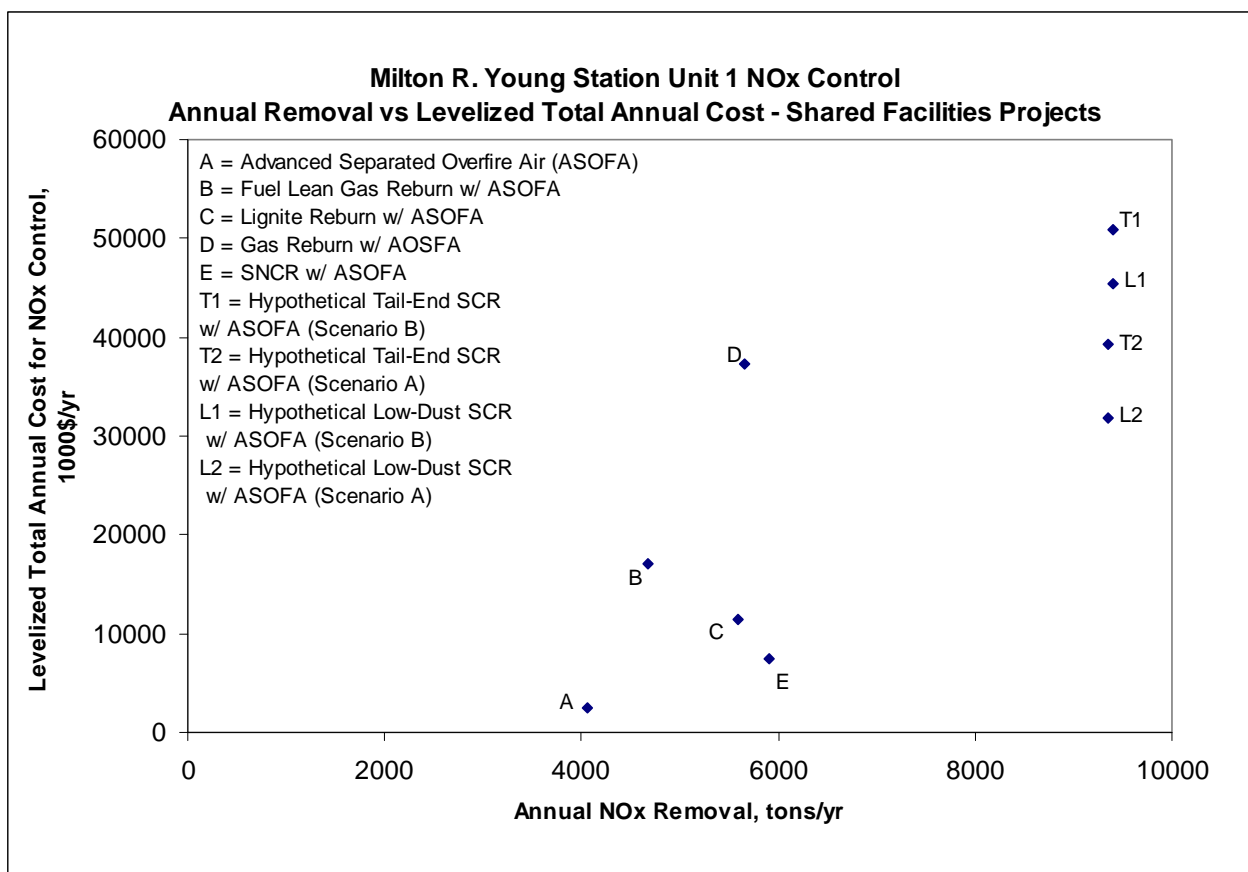 Milton R. Young Station Unit 1 NOx Control
Annual Removal vs Levelized Total Annual Cost - Shared Facilities Projects
Levelized Total Annual Cost for NOx Control,
1000$/yr
60000
50000
40000
30000
20000
10000
0
A = Advanced Separated Overfire Air (ASOFA)
B = Fuel Lean Gas Reburn w/ ASOFA
C = Lignite Reburn w/ ASOFA
D = Gas Reburn w/ AOSFA
E = SNCR w/ ASOFA
T1 = Hypothetical Tail-End SCR
w/ ASOFA (Scenario B)
T2 = Hypothetical Tail-End SCR
w/ ASOFA (Scenario A)
L1 = Hypothetical Low-Dust SCR
w/ ASOFA (Scenario B)
L2 = Hypothetical Low-Dust SCR
w/ ASOFA (Scenario A)
T1
L1
T2
D
L2
B
C
E
A
0 2000 4000 6000 8000 10000
Annual NOx Removal, tons/yr